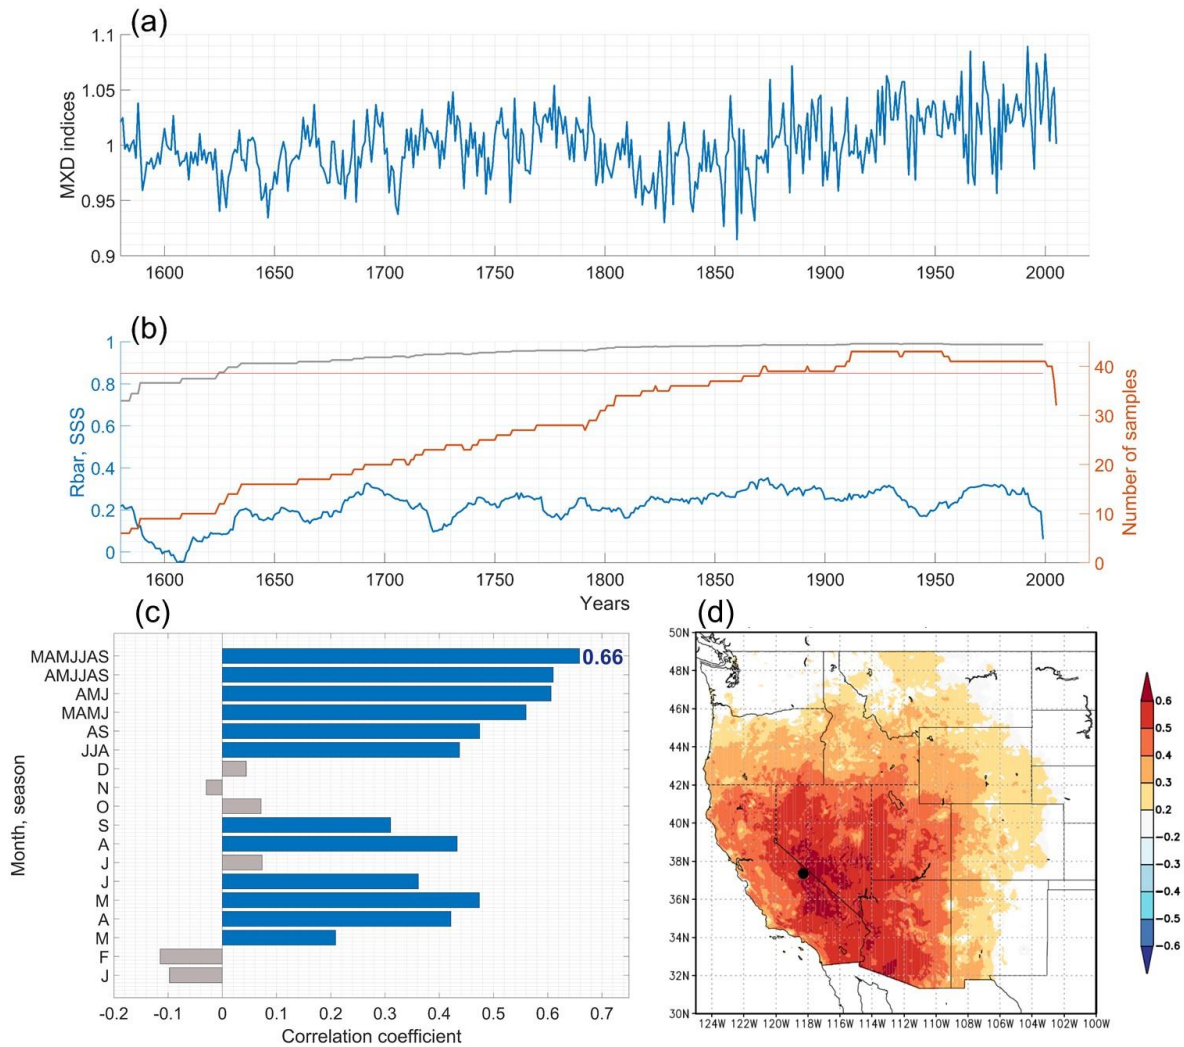 (a)
1.1
1.05
1
0.95
0.9
MXD indices
1600 1650 1700 1750 1800 1850 1900 1950 2000
(b)
1
0.8
0.6
0.4
0.2
0
Rbar, SSS
40
30
20
10
0
Number of samples
1600 1650 1700 1750 1800 1850 1900 1950 2000
Years
(c)
MAMJJAS
0.66
AMJJAS
AMJ
MAMJ
AS
JJA
D
N
O
S
A
J
J
M
A
M
F
J
Month, season
-0.2 -0.1 0 0.1 0.2 0.3 0.4 0.5 0.6 0.7
Correlation coefficient
(d)
50N
48N
46N
44N
42N
40N
38N
36N
34N
32N
30N
124W 122W 120W 118W 116W 114W 112W 110W 108W 106W 104W 102W 100W
0.6
0.5
0.4
0.3
0.2
-0.2
-0.3
-0.4
-0.5
-0.6